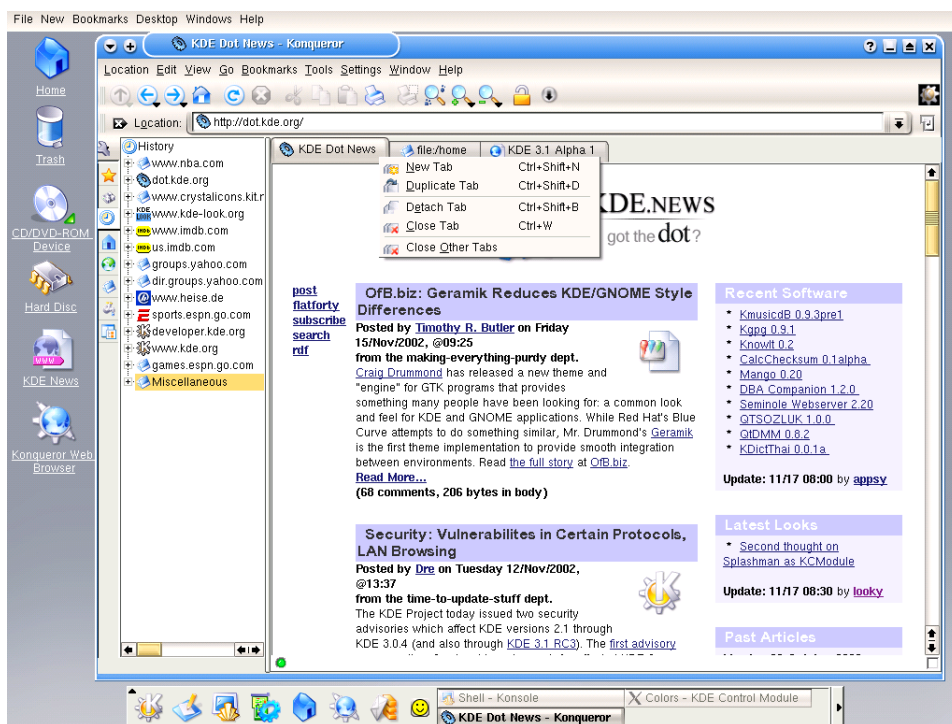 File New Bookmarks Desktop Windows Help
KDE Dot News - Konqueror
Location Edit View Go Bookmarks Tools Settings Window Help
Location: http://dot.kde.org/
Home
Trash
CD/DVD-ROM
Device
Hard Disc
KDE News
Konqueror Web
Browser
History
www.nba.com
dot.kde.org
www.crystalicons.kit.r
www.kde-look.org
www.imdb.com
us.imdb.com
groups.yahoo.com
dir.groups.yahoo.com
www.heise.de
sports.espn.go.com
developer.kde.org
www.kde.org
games.espn.go.com
Miscellaneous
KDE Dot News file:/home KDE 3.1 Alpha 1
New Tab Ctrl+Shift+N
Duplicate Tab Ctrl+Shift+D
Detach Tab Ctrl+Shift+B
Close Tab Ctrl+W
Close Other Tabs
KDE.NEWS
got the dot?
post
flatforty
subscribe
search
rdf
OfB.biz: Geramik Reduces KDE/GNOME Style
Differences
Posted by Timothy R. Butler on Friday
15/Nov/2002, @09:25
from the making-everything-purdy dept.
Craig Drummond has released a new theme and
"engine" for GTK programs that provides
something many people have been looking for: a common look
and feel for KDE and GNOME applications. While Red Hat's Blue
Curve attempts to do something similar, Mr. Drummond's Geramik
is the first theme implementation to provide smooth integration
between environments. Read the full story at OfB.biz.
Read More...
(68 comments, 206 bytes in body)
Security: Vulnerabilites in Certain Protocols,
LAN Browsing
Posted by Dre on Tuesday 12/Nov/2002,
@13:37
from the time-to-update-stuff dept.
The KDE Project today issued two security
advisories which affect KDE versions 2.1 through
KDE 3.0.4 (and also through KDE 3.1 RC3). The first advisory
Recent Software
KmusicdB 0.9.3pre1
Kgpg 0.9.1
KnowIt 0.2
CalcChecksum 0.1alpha
Mango 0.20
DBA Companion 1.2.0
Seminole Webserver 2.20
QTSOZLUK 1.0.0
QtDMM 0.8.2
KDictThai 0.0.1a
Update: 11/17 08:00 by appsy
Latest Looks
Second thought on
Splashman as KCModule
Update: 11/17 08:30 by looky
Past Articles
Shell - Konsole
Colors - KDE Control Module
KDE Dot News - Konqueror